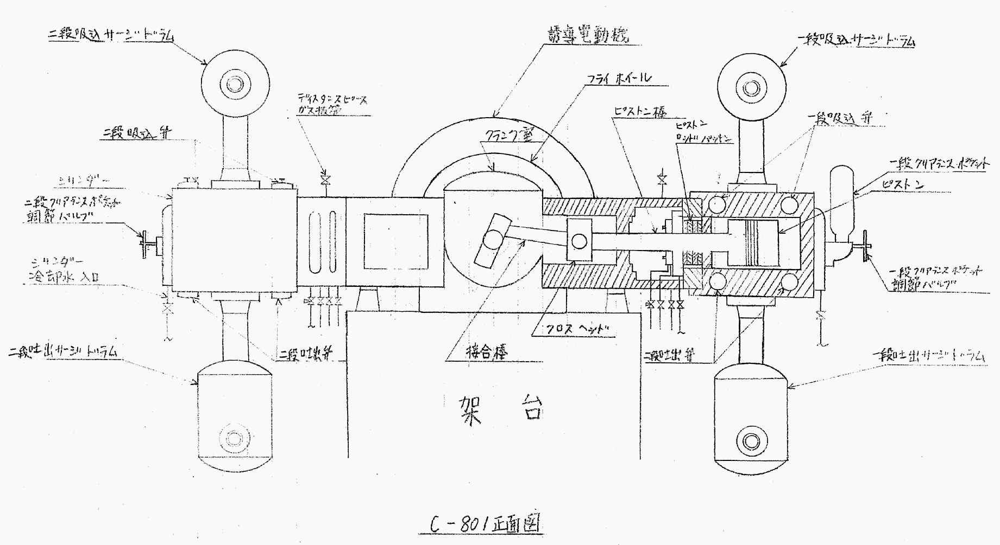 二段吸込サージドラム
誘導電動機
一段吸込サージドラム
フライホイール
ディスタンスピース
ガス抜管
ピストン棒
ピストン
ロッドパッキン
一段吸込弁
二段吸込弁
クランク室
一段クリアランスポケット
ピストン
シリンダー
二段クリアランスポケット
調節バルブ
シリンダー
冷却水入口
一段クリアランスポケット
調節バルブ
クロスヘッド
接合棒
二段吐出サージドラム
二段吐出弁
二段吐出弁
一段吐出サージドラム
架台
C-801正面図